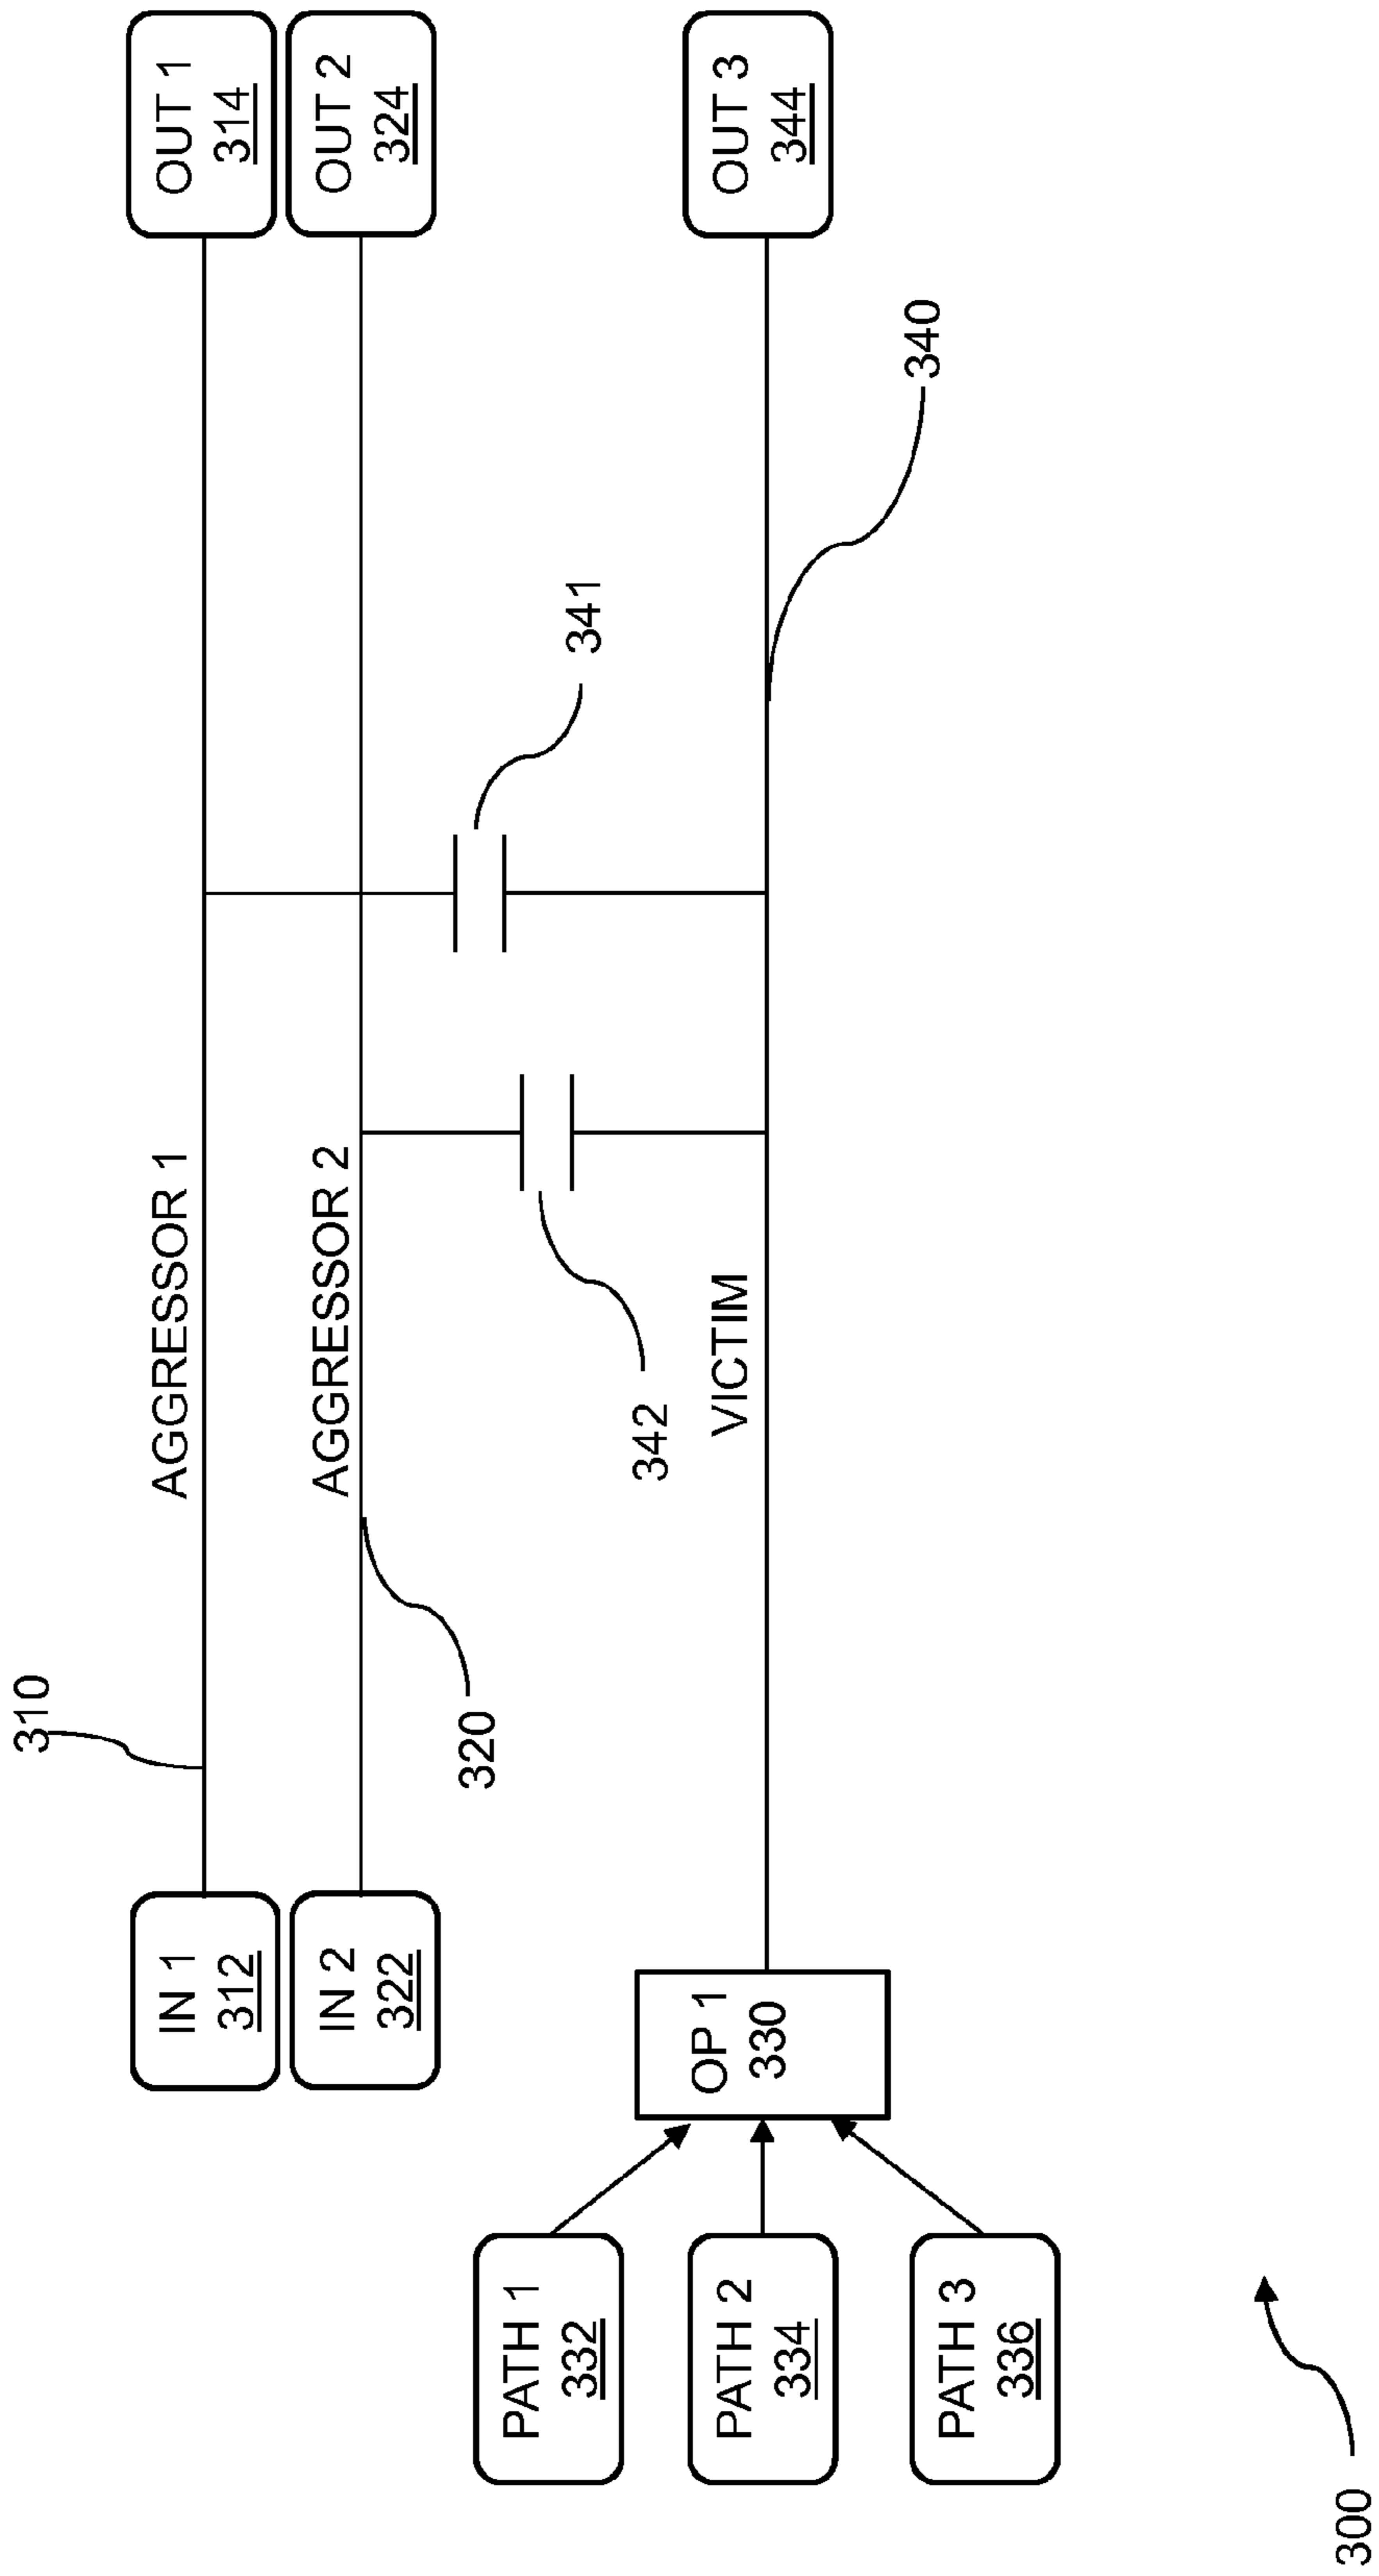 310
IN 1
312
AGGRESSOR 1
OUT 1
314
IN 2
322
AGGRESSOR 2
OUT 2
324
320
342
341
PATH 1
332
PATH 2
334
PATH 3
336
OP 1
330
VICTIM
OUT 3
344
340
300